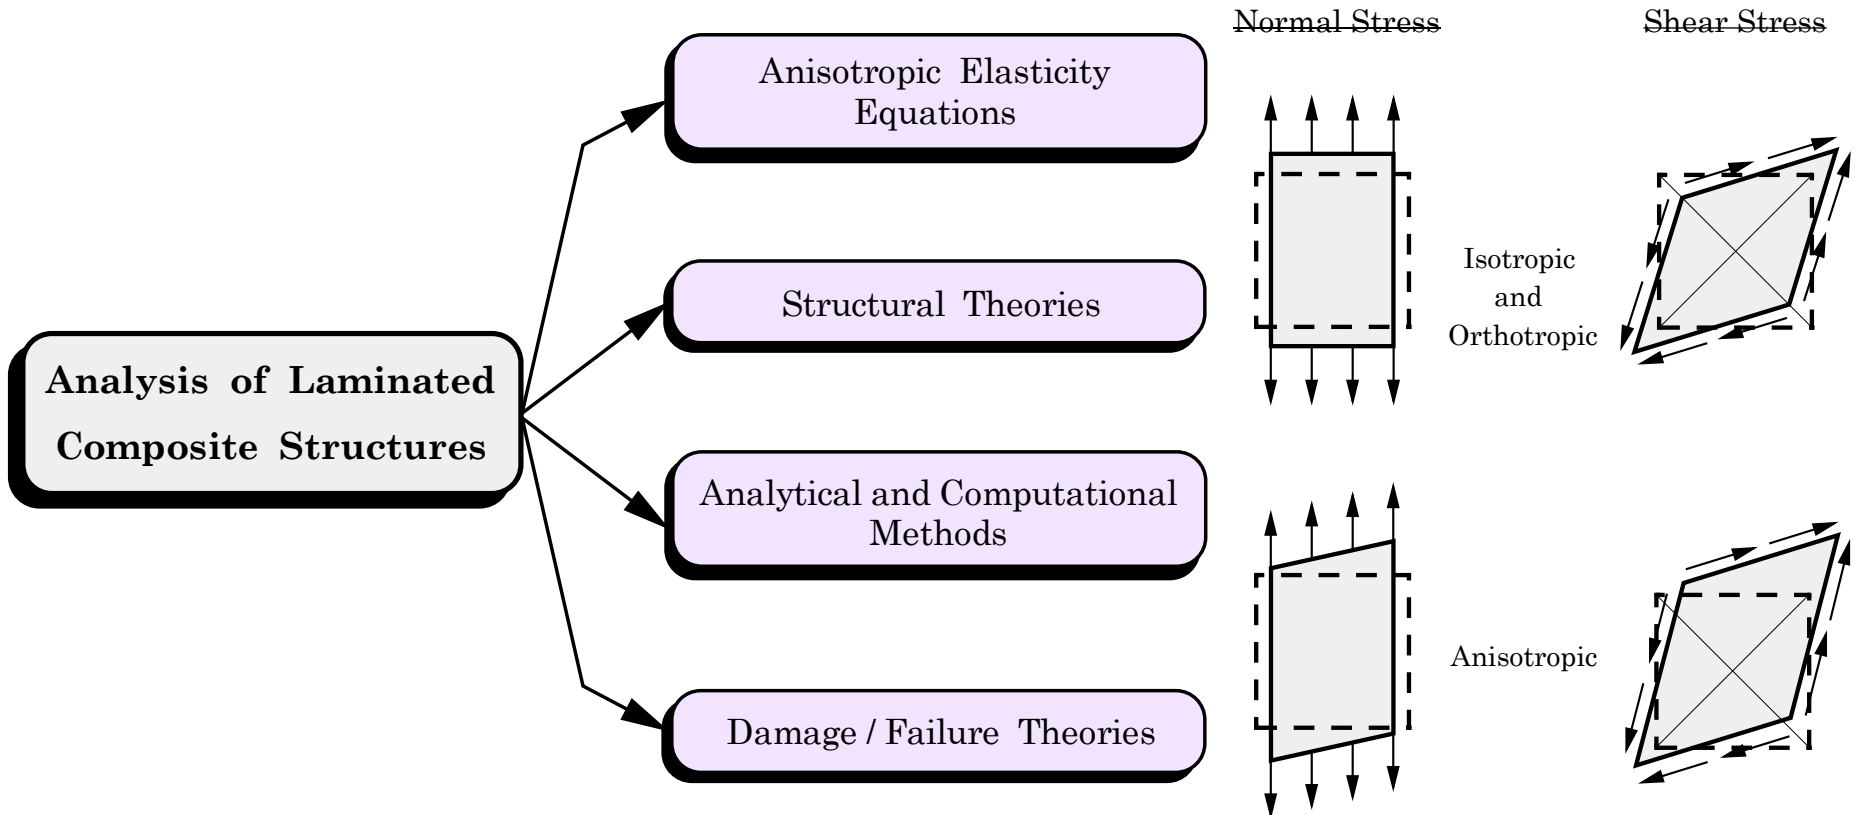 Analysis of Laminated
Composite Structures
Anisotropic Elasticity
Equations
Structural Theories
Analytical and Computational
Methods
Damage / Failure Theories
Normal Stress
Shear Stress
Isotropic
and
Orthotropic
Anisotropic